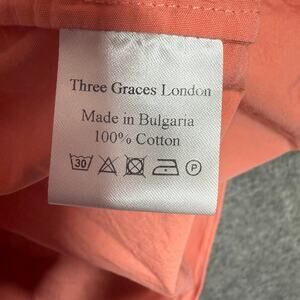 Three Graces London
Made in Bulgaria
100% Cotton
30 P